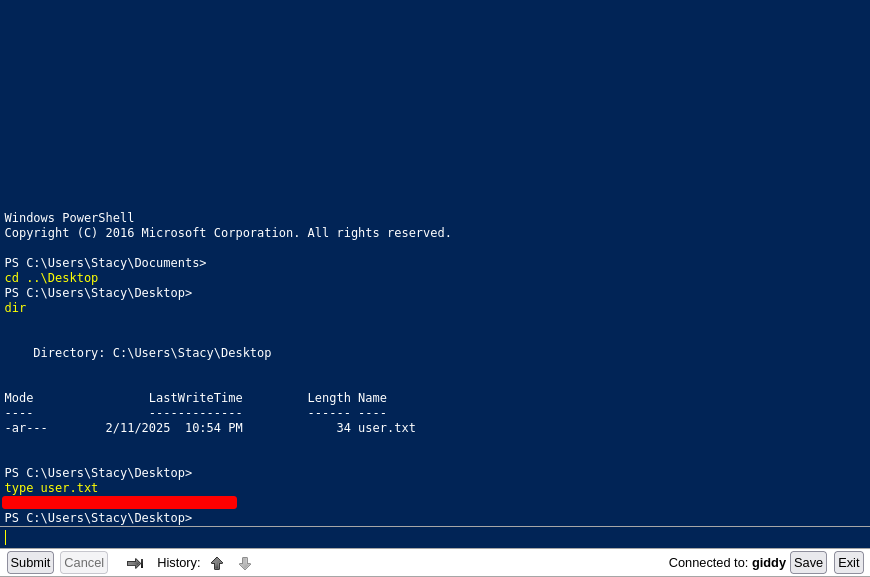 Windows PowerShell
Copyright (C) 2016 Microsoft Corporation. All rights reserved.
PS C:\Users\Stacy\Documents>
cd ..\Desktop
PS C:\Users\Stacy\Desktop>
dir
    Directory: C:\Users\Stacy\Desktop
Mode                LastWriteTime         Length Name
----                -------------         ------ ----
-ar---        2/11/2025  10:54 PM             34 user.txt
PS C:\Users\Stacy\Desktop>
type user.txt
PS C:\Users\Stacy\Desktop>
Submit Cancel History: Connected to: giddy Save Exit